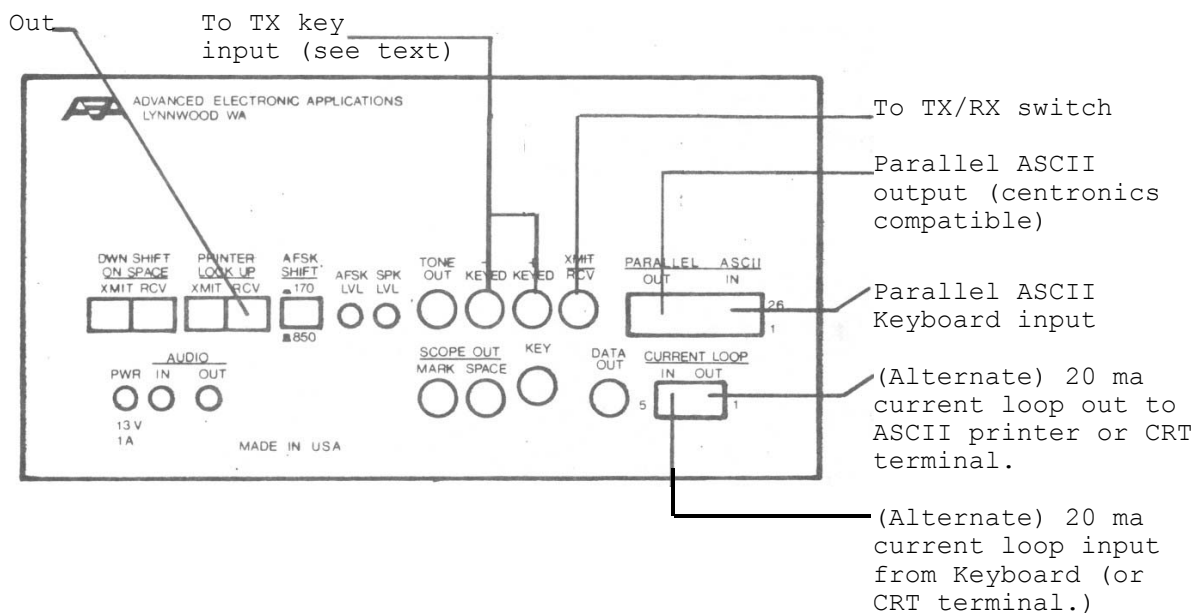 Out
To TX key
input (see text)
ADVANCED ELECTRONIC APPLICATIONS
LYNNWOOD WA
To TX/RX switch
Parallel ASCII
output (centronics
compatible)
DWN SHIFT
ON SPACE
XMIT RCV
PRINTER
LOOK UP
XMIT RCV
AFSK
SHIFT
170
850
AFSK
LVL
SPK
LVL
TONE
OUT
-
KEYED
+
KEYED
XMIT
RCV
PARALLEL ASCII
OUT IN
26
1
Parallel ASCII
Keyboard input
AUDIO
PWR IN OUT
13 V
1 A
MADE IN USA
SCOPE OUT
MARK SPACE
KEY
DATA
OUT
CURRENT LOOP
IN OUT
5 1
(Alternate) 20 ma
current loop out to
ASCII printer or CRT
terminal.
(Alternate) 20 ma
current loop input
from Keyboard (or
CRT terminal.)